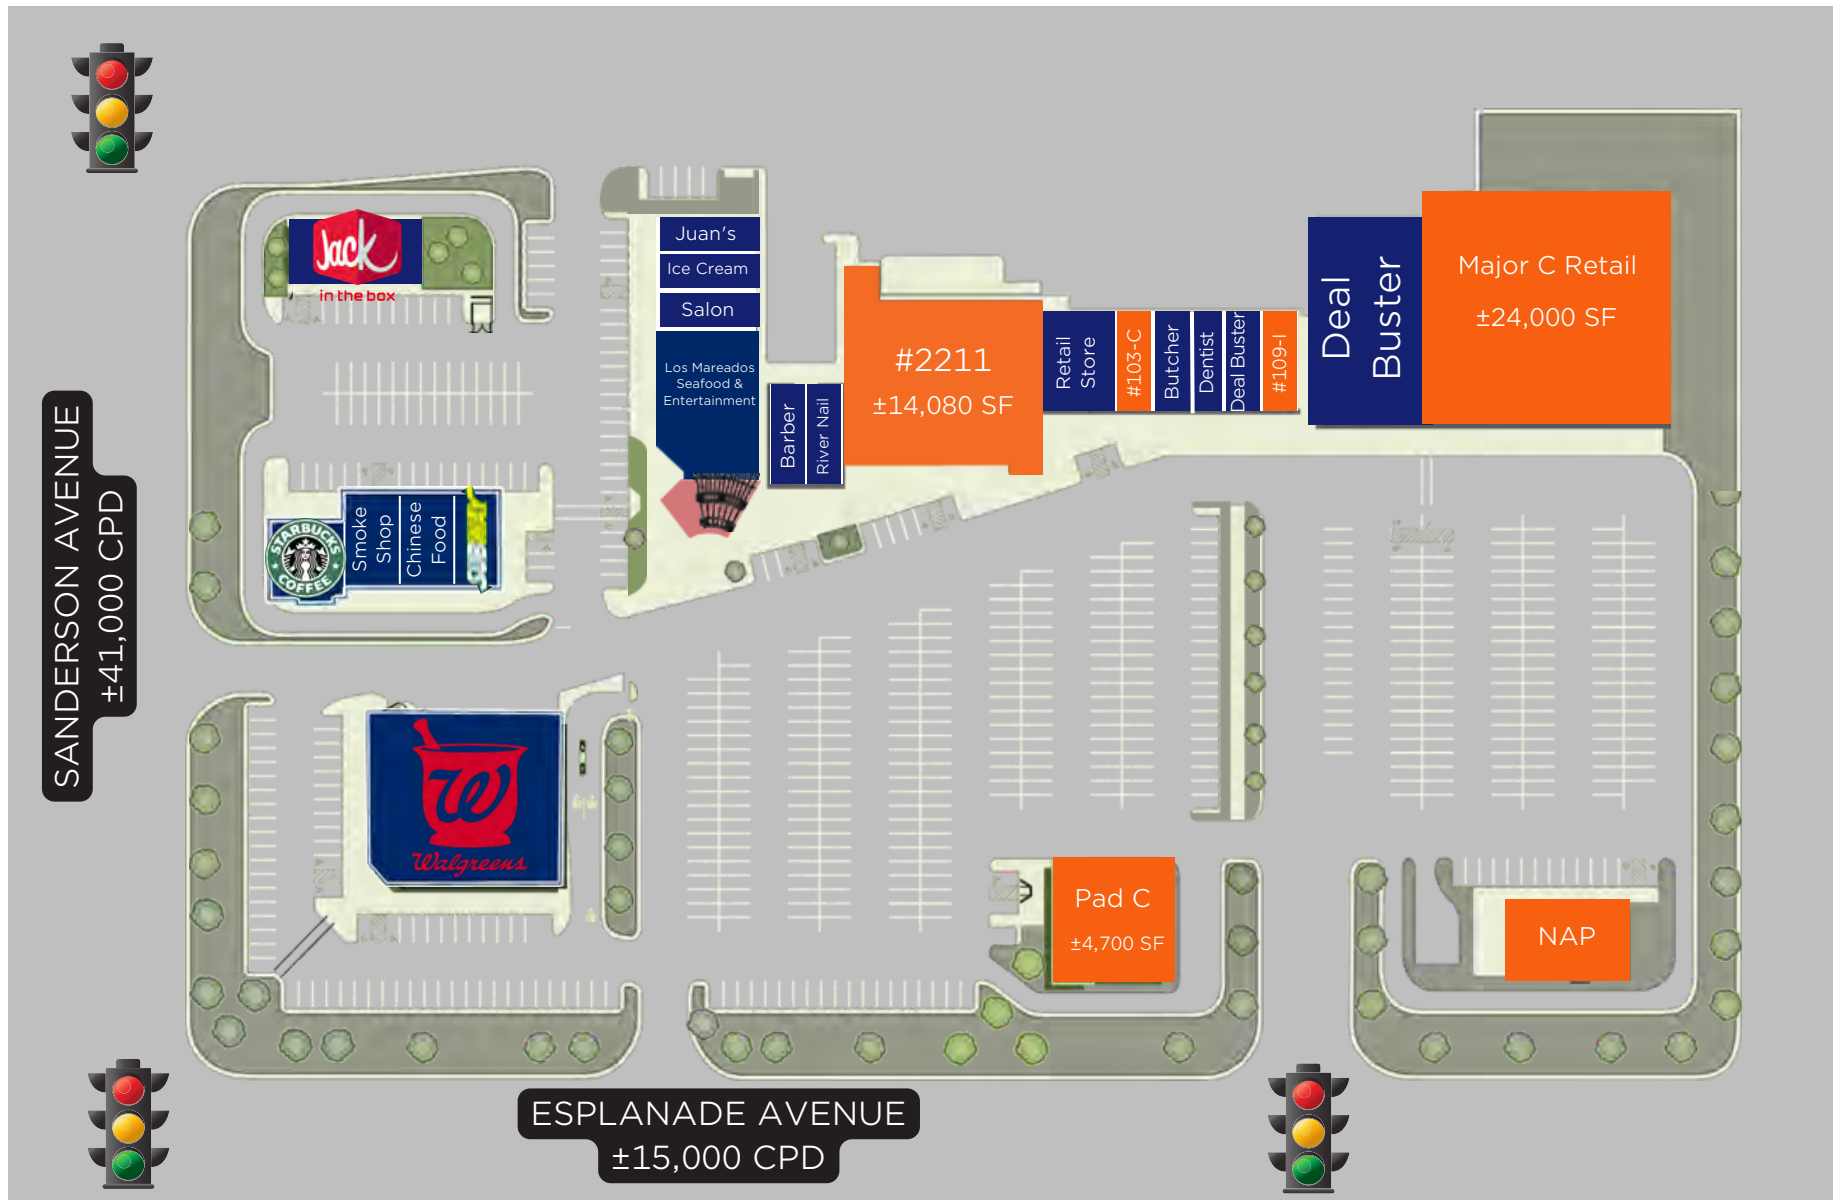 Jack
in the box
Juan's
Ice Cream
Salon
Los Mareados
Seafood &
Entertainment
Barber
River Nail
#2211
±14,080 SF
Retail
Store
#103-C
Butcher
Dentist
Deal Buster
#109-I
Deal
Buster
Major C Retail
±24,000 SF
SANDERSON AVENUE
±41,000 CPD
STARBUCKS
COFFEE
Smoke
Shop
Chinese
Food
W
Walgreens
Pad C
±4,700 SF
NAP
ESPLANADE AVENUE
±15,000 CPD